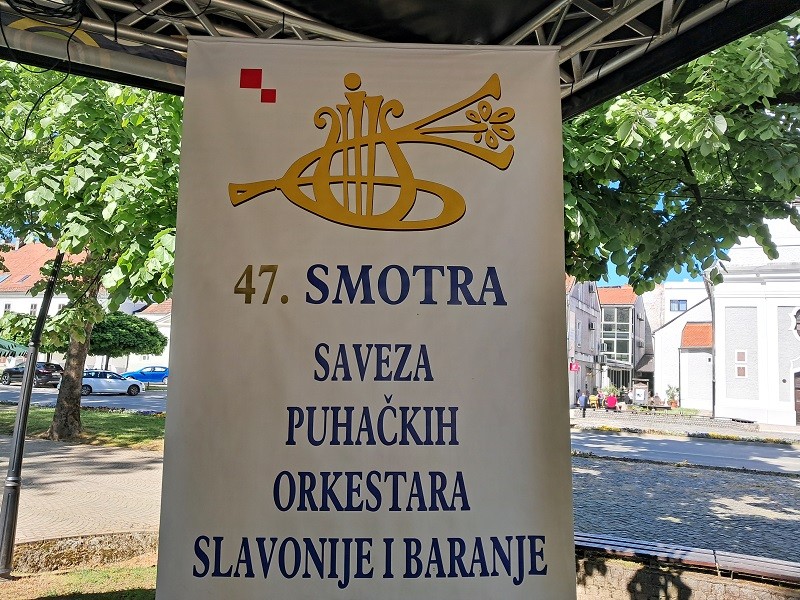 47. SMOTRA
SAVEZA
PUHAČKIH
ORKESTARA
SLAVONIJE I BARANJE